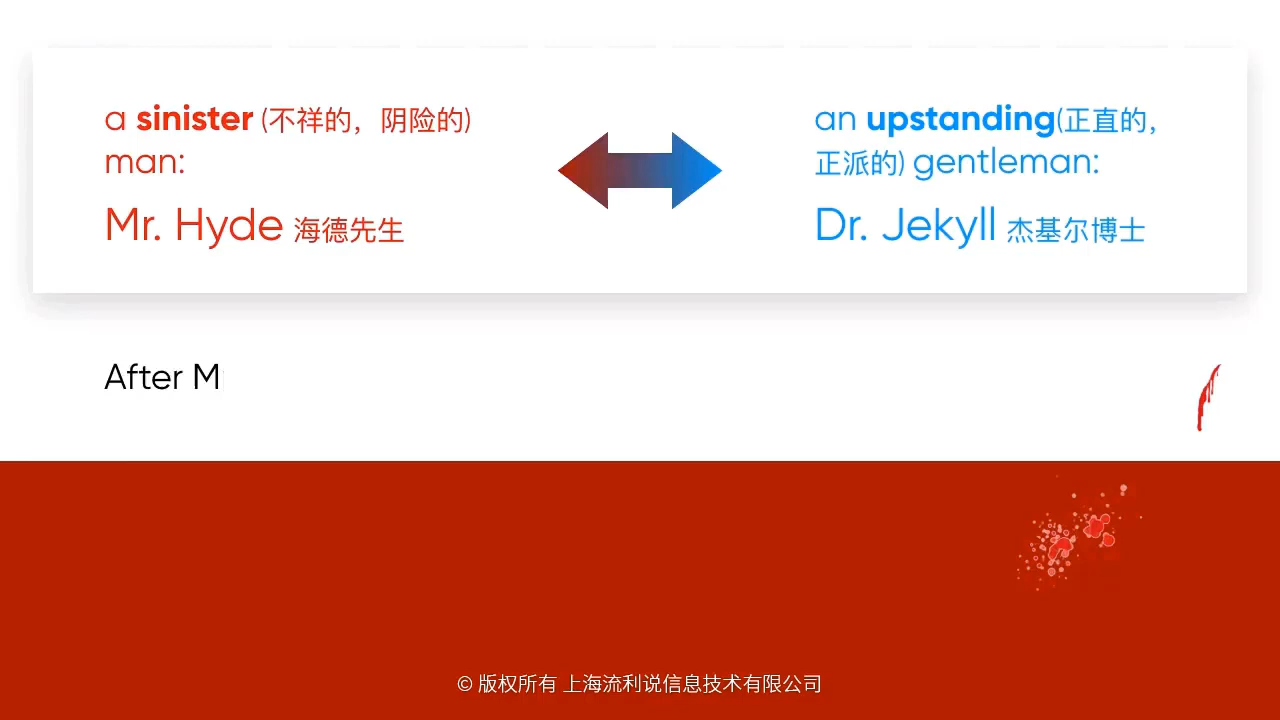 a sinister (不祥的，阴险的)
man:
Mr. Hyde 海德先生
an upstanding(正直的，
正派的) gentleman:
Dr. Jekyll 杰基尔博士
After M
© 版权所有 上海流利说信息技术有限公司